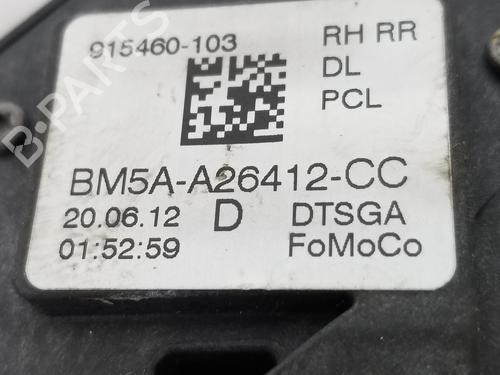 915460-103 RH RR
DL
PCL
BM5A-A26412-CC
20.06.12 D DTSGA
01:52:59 FoMoCo
B-PARTS